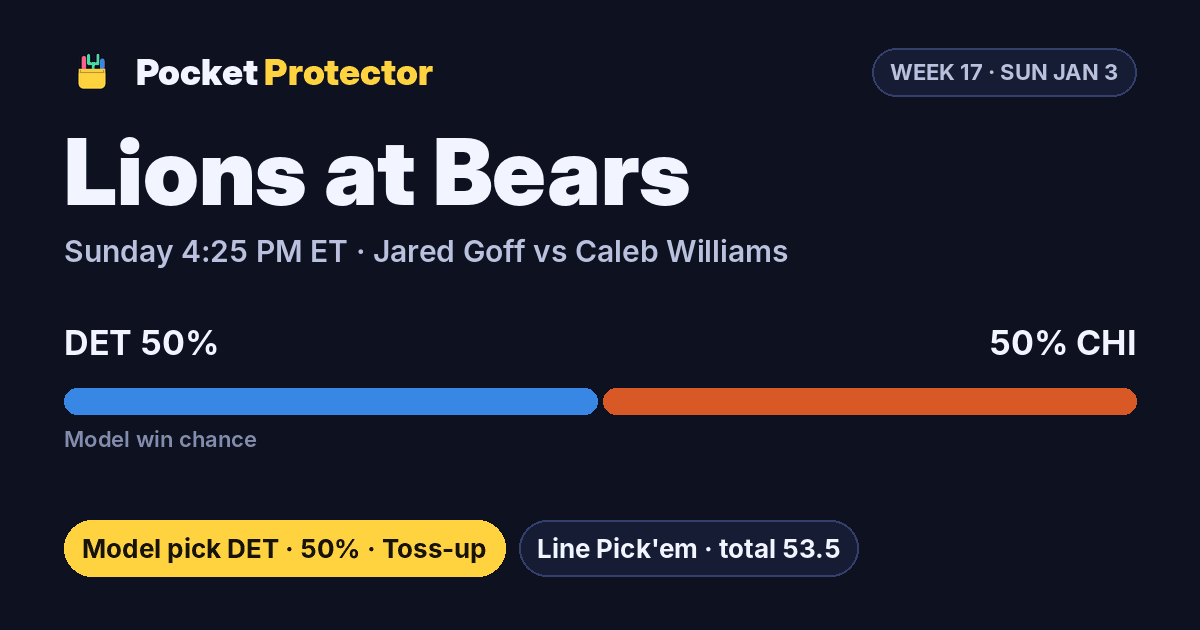 Pocket Protector
WEEK 17 · SUN JAN 3
Lions at Bears
Sunday 4:25 PM ET · Jared Goff vs Caleb Williams
DET 50%
50% CHI
Model win chance
Model pick DET · 50% · Toss-up
Line Pick'em · total 53.5